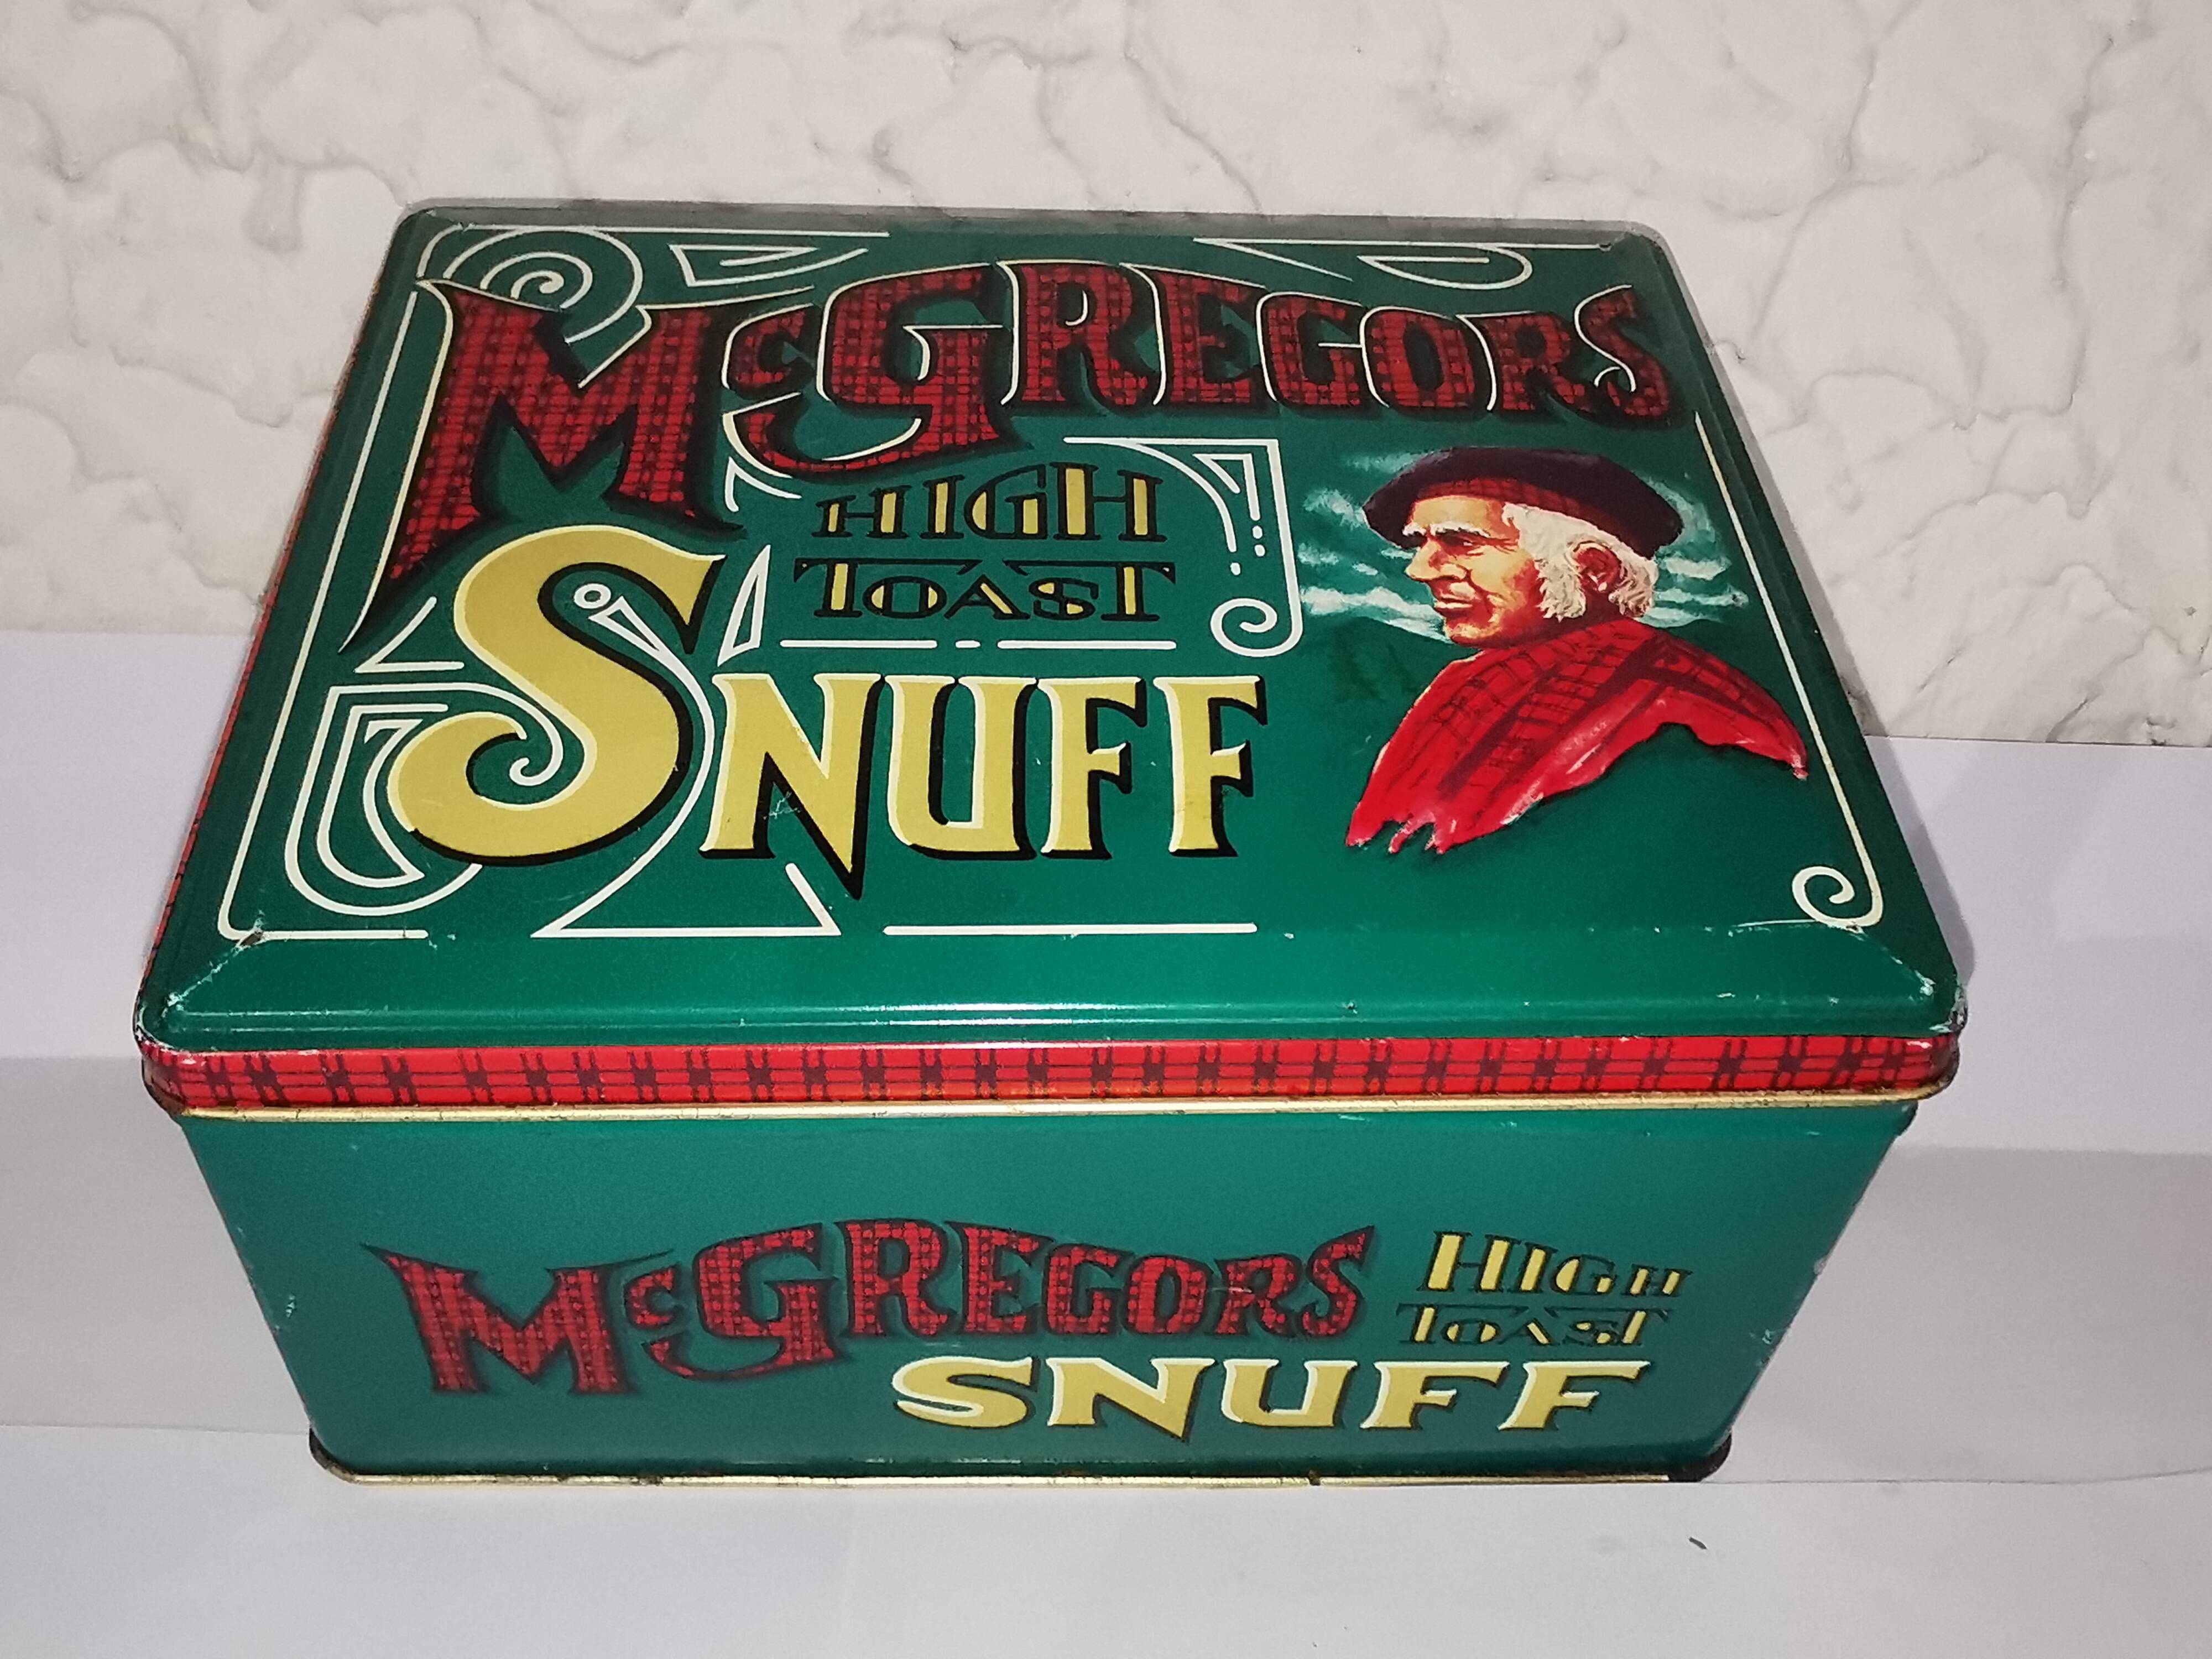 McGREGORS
HIGH
TOAST
SNUFF
McGREGORS
HIGH
TOAST
SNUFF